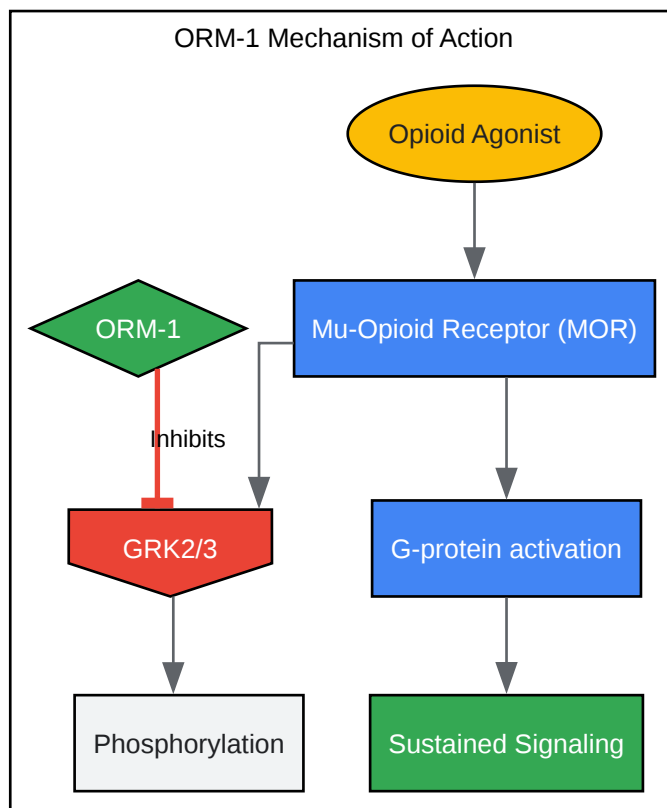 ORM-1 Mechanism of Action
Opioid Agonist
ORM-1
Mu-Opioid Receptor (MOR)
Inhibits
GRK2/3
G-protein activation
Phosphorylation
Sustained Signaling